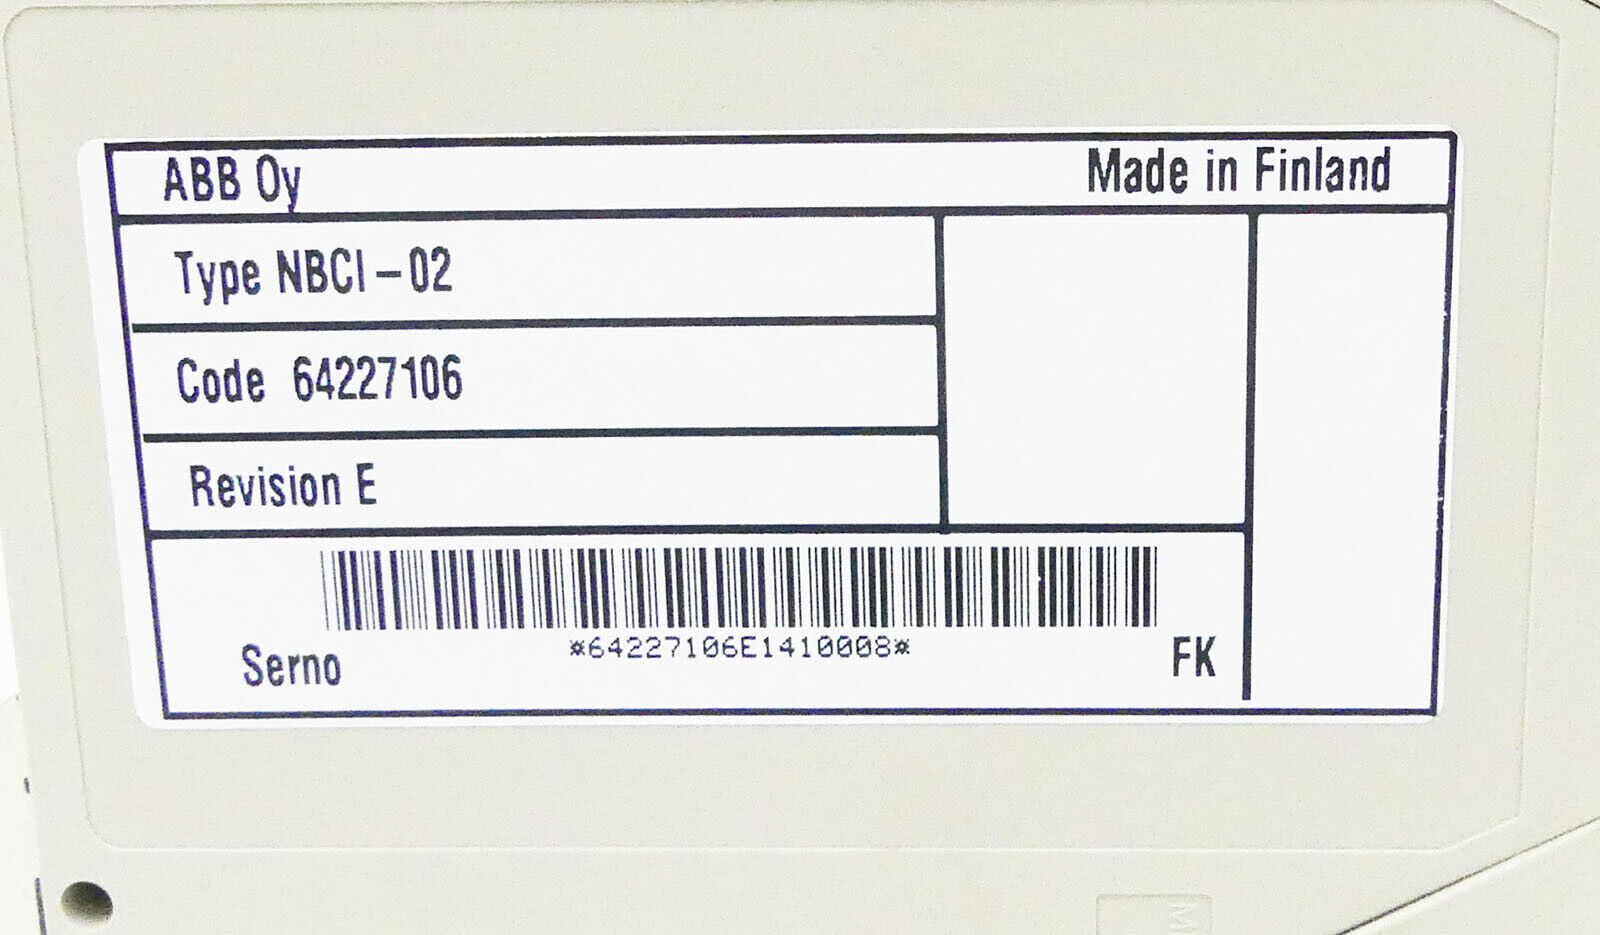 ABB Oy
Made in Finland
Type NBCI-02
Code 64227106
Revision E
*64227106E1410008*
Serno
FK
M